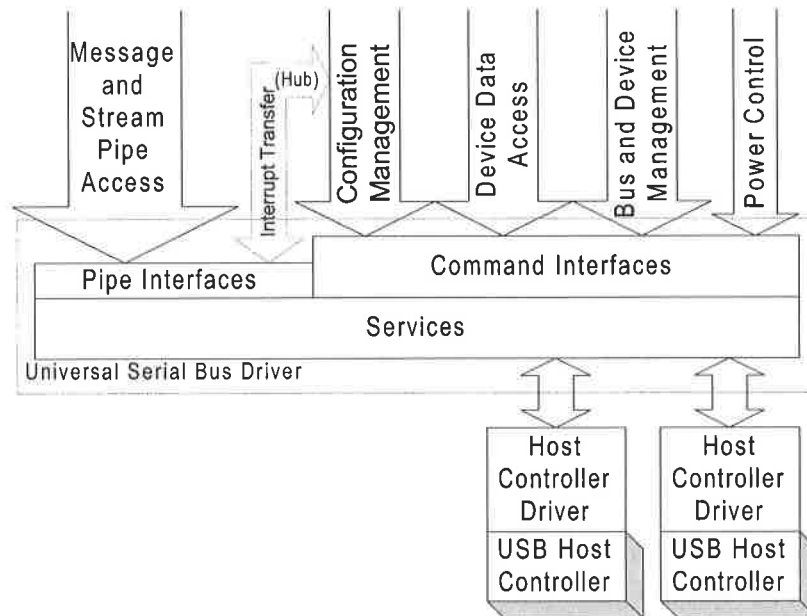 Message
and
Stream
Pipe
Access
Interrupt Transfer
(Hub)
Configuration
Management
Device Data
Access
Bus and Device
Management
Power Control
Pipe Interfaces
Command Interfaces
Services
Universal Serial Bus Driver
Host
Controller
Driver
USB Host
Controller
Host
Controller
Driver
USB Host
Controller